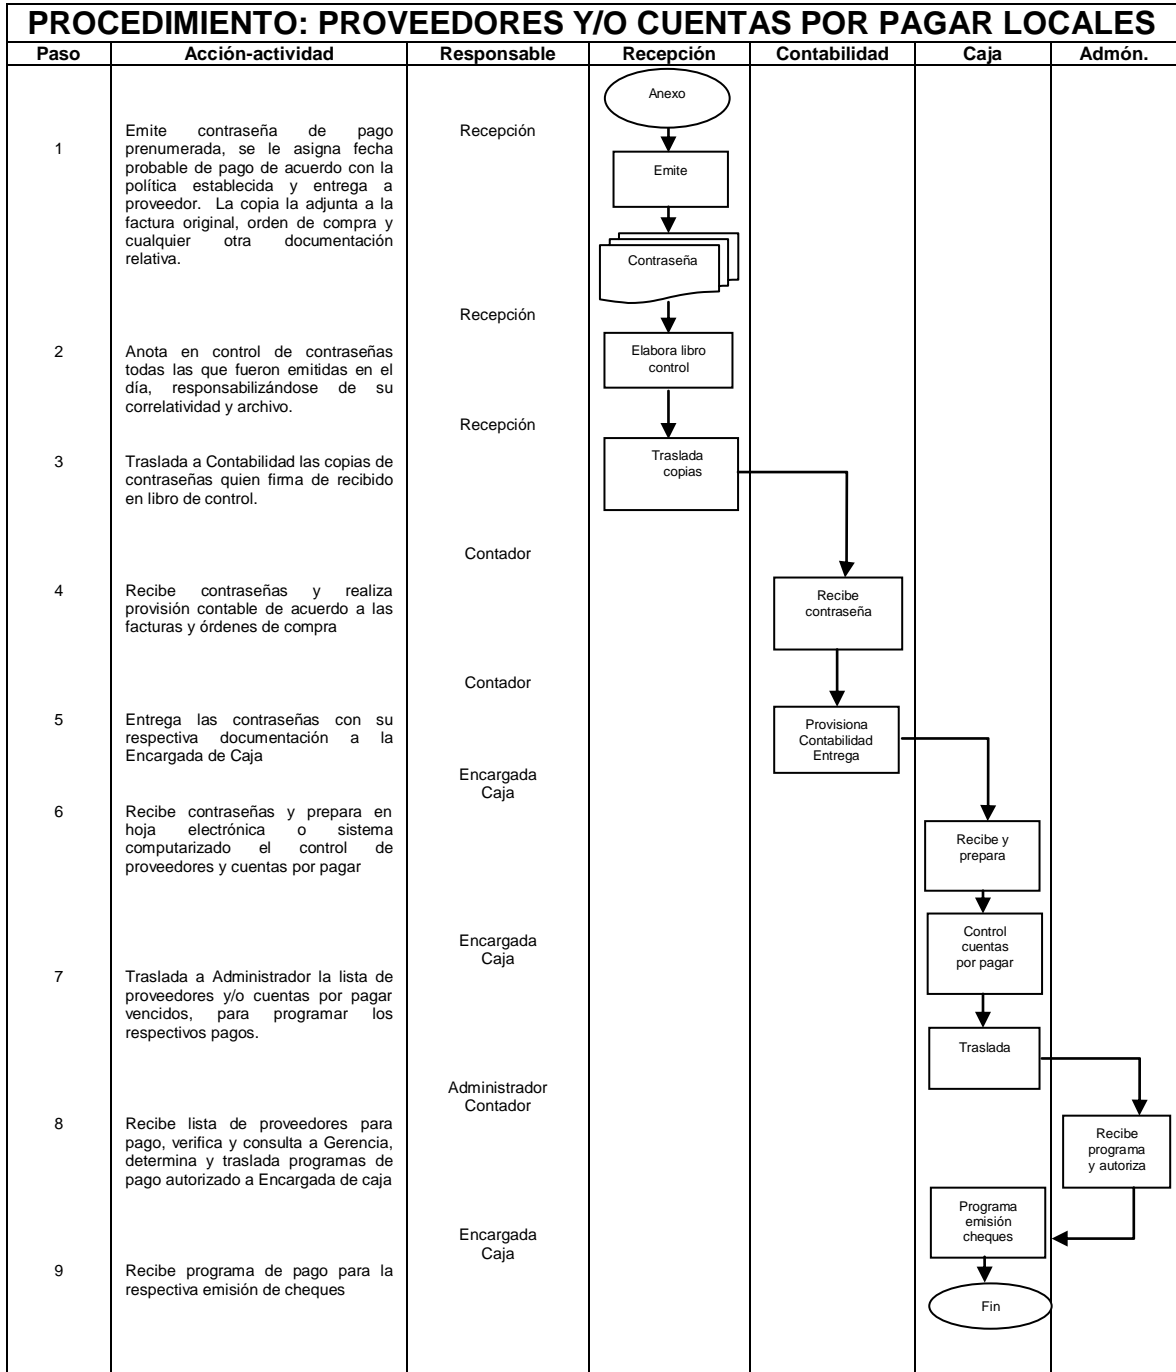 PROCEDIMIENTO: PROVEEDORES Y/O CUENTAS POR PAGAR LOCALES
Paso Acción-actividad Responsable Recepción Contabilidad Caja Admón.
Anexo
1
Emite contraseña de pago
prenumerada, se le asigna fecha
probable de pago de acuerdo con la
política establecida y entrega a
proveedor. La copia la adjunta a la
factura original, orden de compra y
cualquier otra documentación
relativa.
Recepción
Emite
Contraseña
2
Anota en control de contraseñas
todas las que fueron emitidas en el
día, responsabilizándose de su
correlatividad y archivo.
Recepción
Elabora libro
control
3
Traslada a Contabilidad las copias de
contraseñas quien firma de recibido
en libro de control.
Recepción
Traslada
copias
4
Recibe contraseñas y realiza
provisión contable de acuerdo a las
facturas y órdenes de compra
Contador
Recibe
contraseña
5
Entrega las contraseñas con su
respectiva documentación a la
Encargada de Caja
Contador
Provisiona
Contabilidad
Entrega
6
Recibe contraseñas y prepara en
hoja electrónica o sistema
computarizado el control de
proveedores y cuentas por pagar
Encargada
Caja
Recibe y
prepara
Control
cuentas
por pagar
7
Traslada a Administrador la lista de
proveedores y/o cuentas por pagar
vencidos, para programar los
respectivos pagos.
Encargada
Caja
Traslada
8
Recibe lista de proveedores para
pago, verifica y consulta a Gerencia,
determina y traslada programas de
pago autorizado a Encargada de caja
Administrador
Contador
Recibe
programa
y autoriza
9
Recibe programa de pago para la
respectiva emisión de cheques
Encargada
Caja
Programa
emisión
cheques
Fin